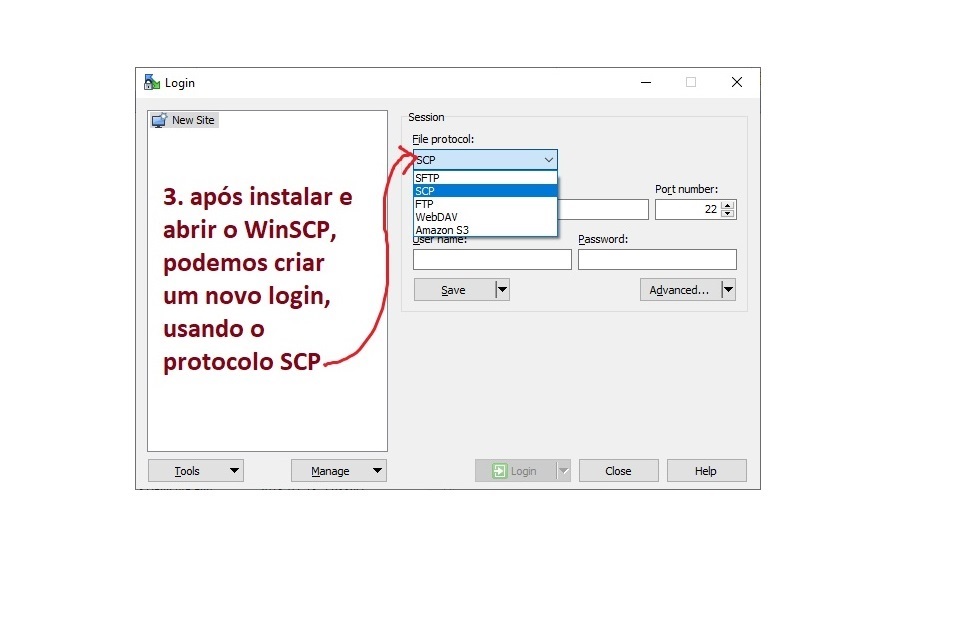 Login
New Site
3. após instalar e
abrir o WinSCP,
podemos criar
um novo login,
usando o
protocolo SCP
Session
File protocol:
SCP
SFTP
SCP
FTP
WebDAV
Amazon S3
Port number:
22
User name:
Password:
Save
Advanced...
Tools
Manage
Login
Close
Help